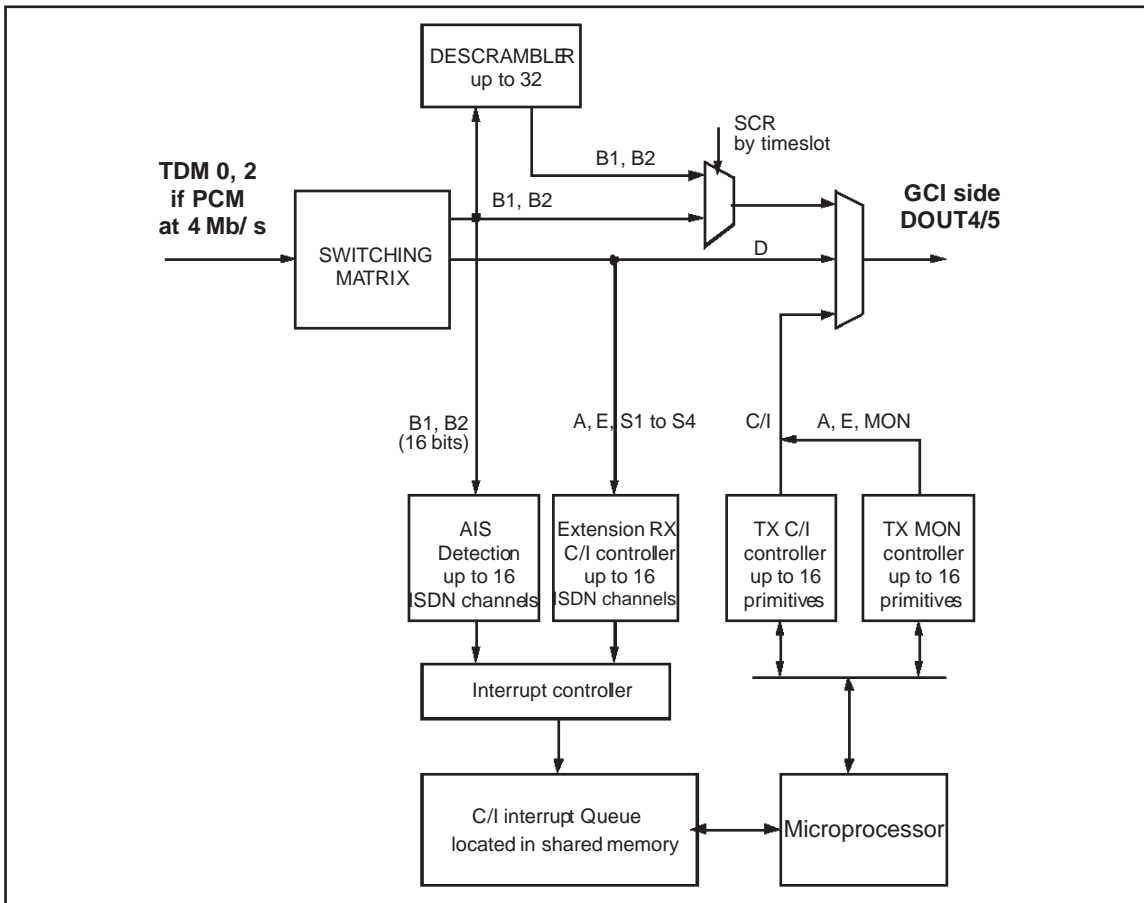 DESCRAMBLER
up to 32
SCR
by timeslot
B1, B2
TDM 0, 2
if PCM
at 4 Mb/ s
B1, B2
GCI side
DOUT4/5
SWITCHING
MATRIX
D
B1, B2
(16 bits)
A, E, S1 to S4
C/I
A, E, MON
AIS
Detection
up to 16
ISDN channels
Extension RX
C/I controller
up to 16
ISDN channels
TX C/I
controller
up to 16
primitives
TX MON
controller
up to 16
primitives
Interrupt controller
C/I interrupt Queue
located in shared memory
Microprocessor